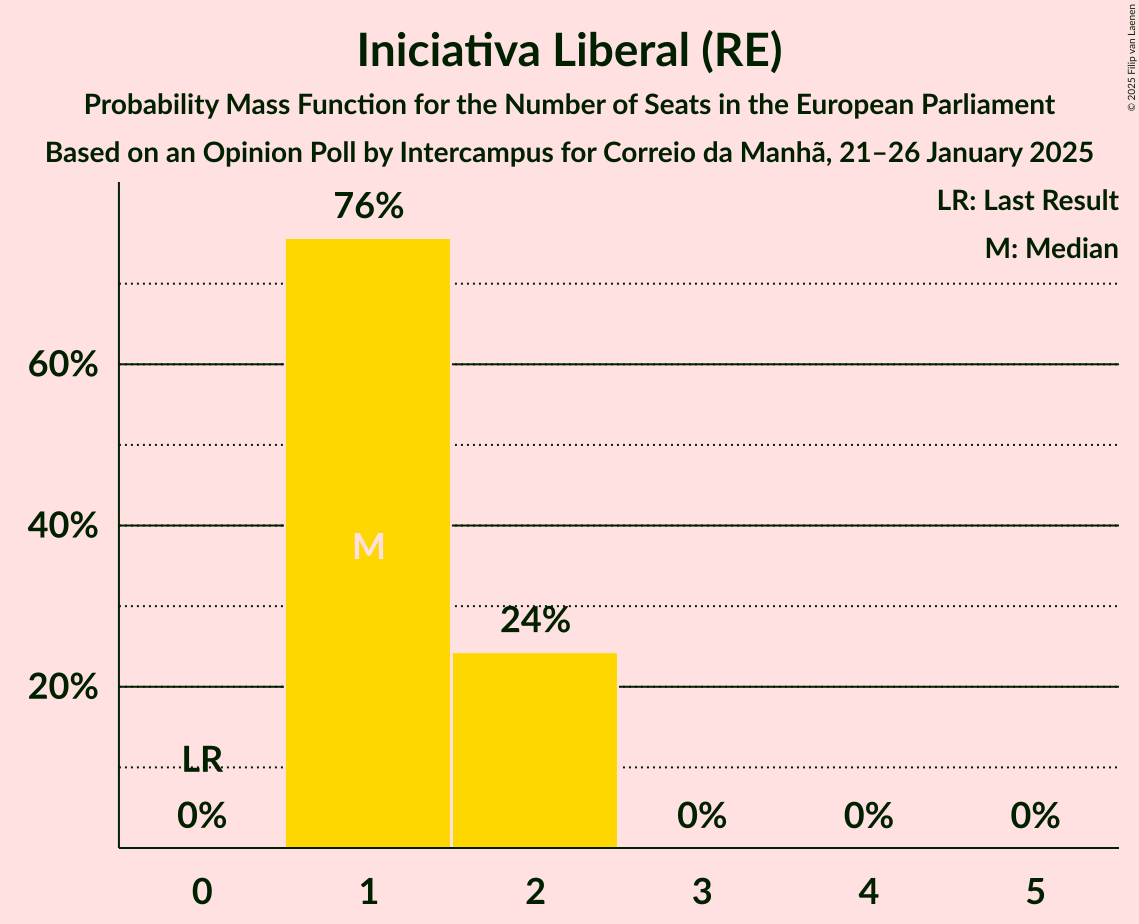 Iniciativa Liberal (RE)
Probability Mass Function for the Number of Seats in the European Parliament
Based on an Opinion Poll by Intercampus for Correio da Manhã, 21–26 January 2025
© 2025 Filip van Laenen
LR: Last Result
M: Median
76%
60%
40%
M
24%
20%
LR
0%
0%
0%
0%
0
1
2
3
4
5